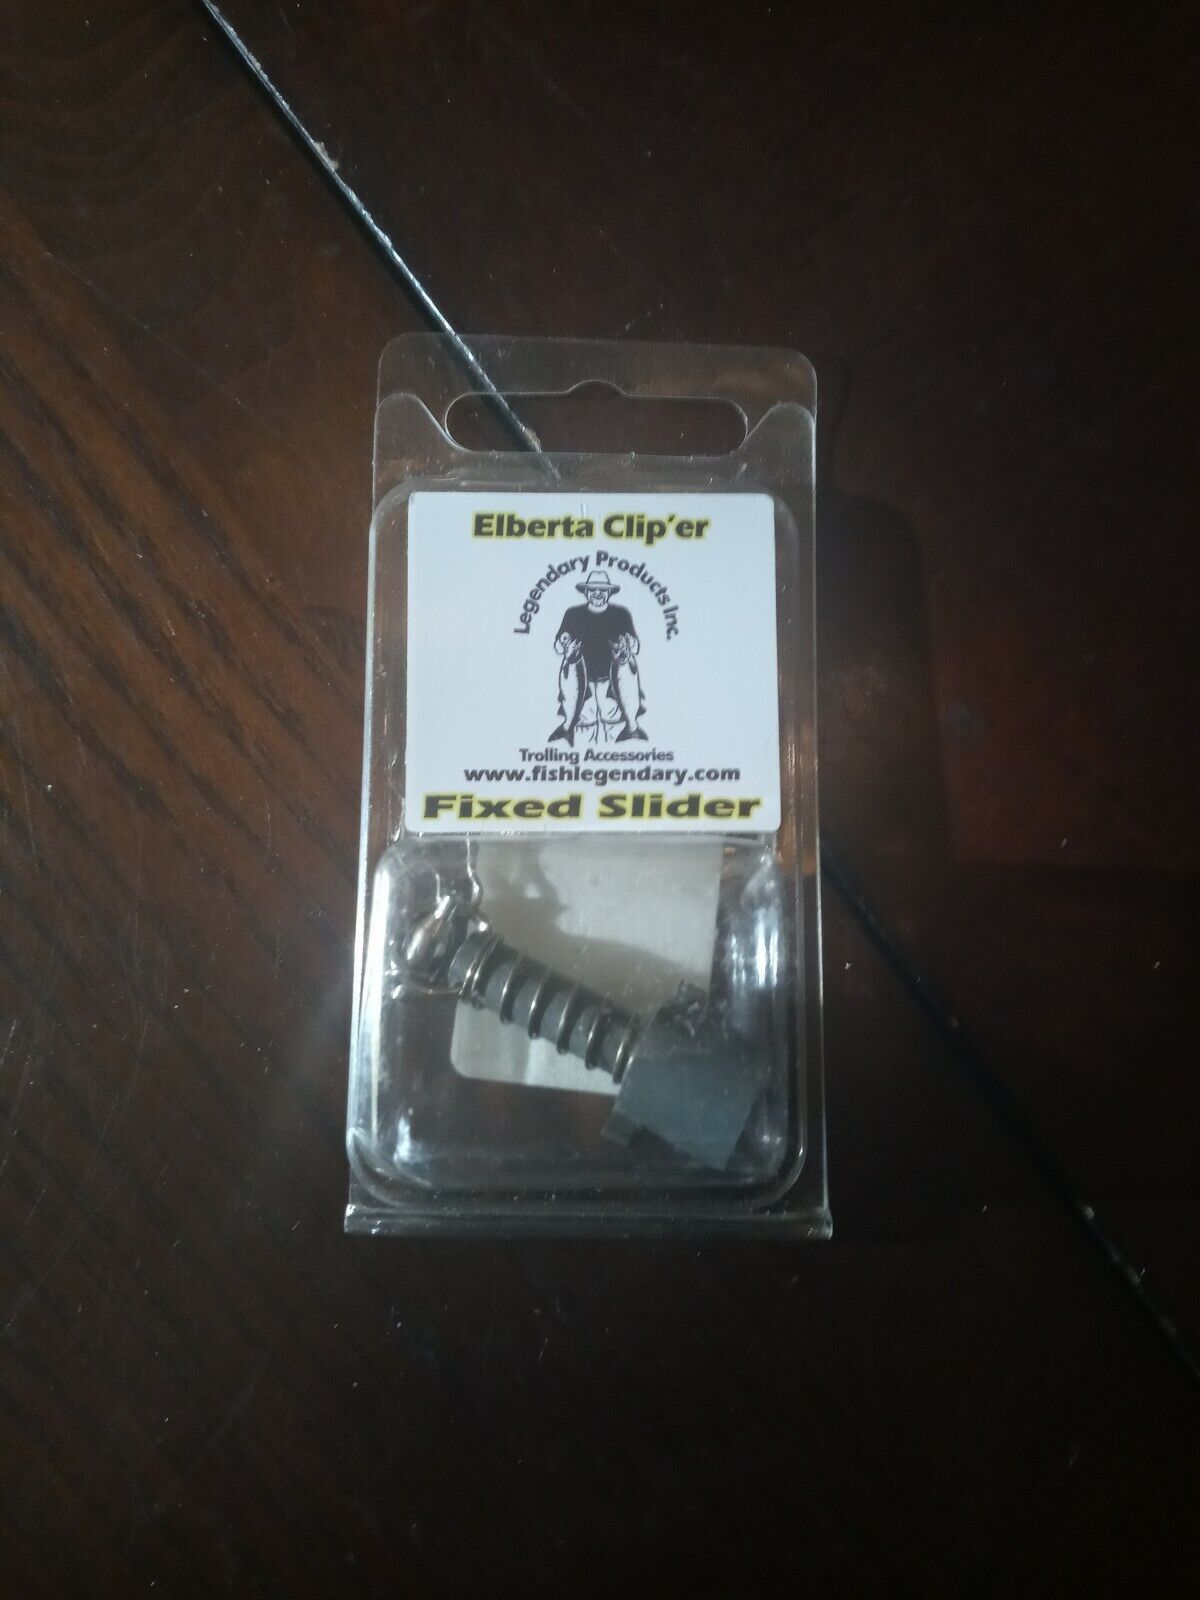 Elberta Clip'er
Legendary Products Inc.
Trolling Accessories
www.fishlegendary.com
Fixed Slider